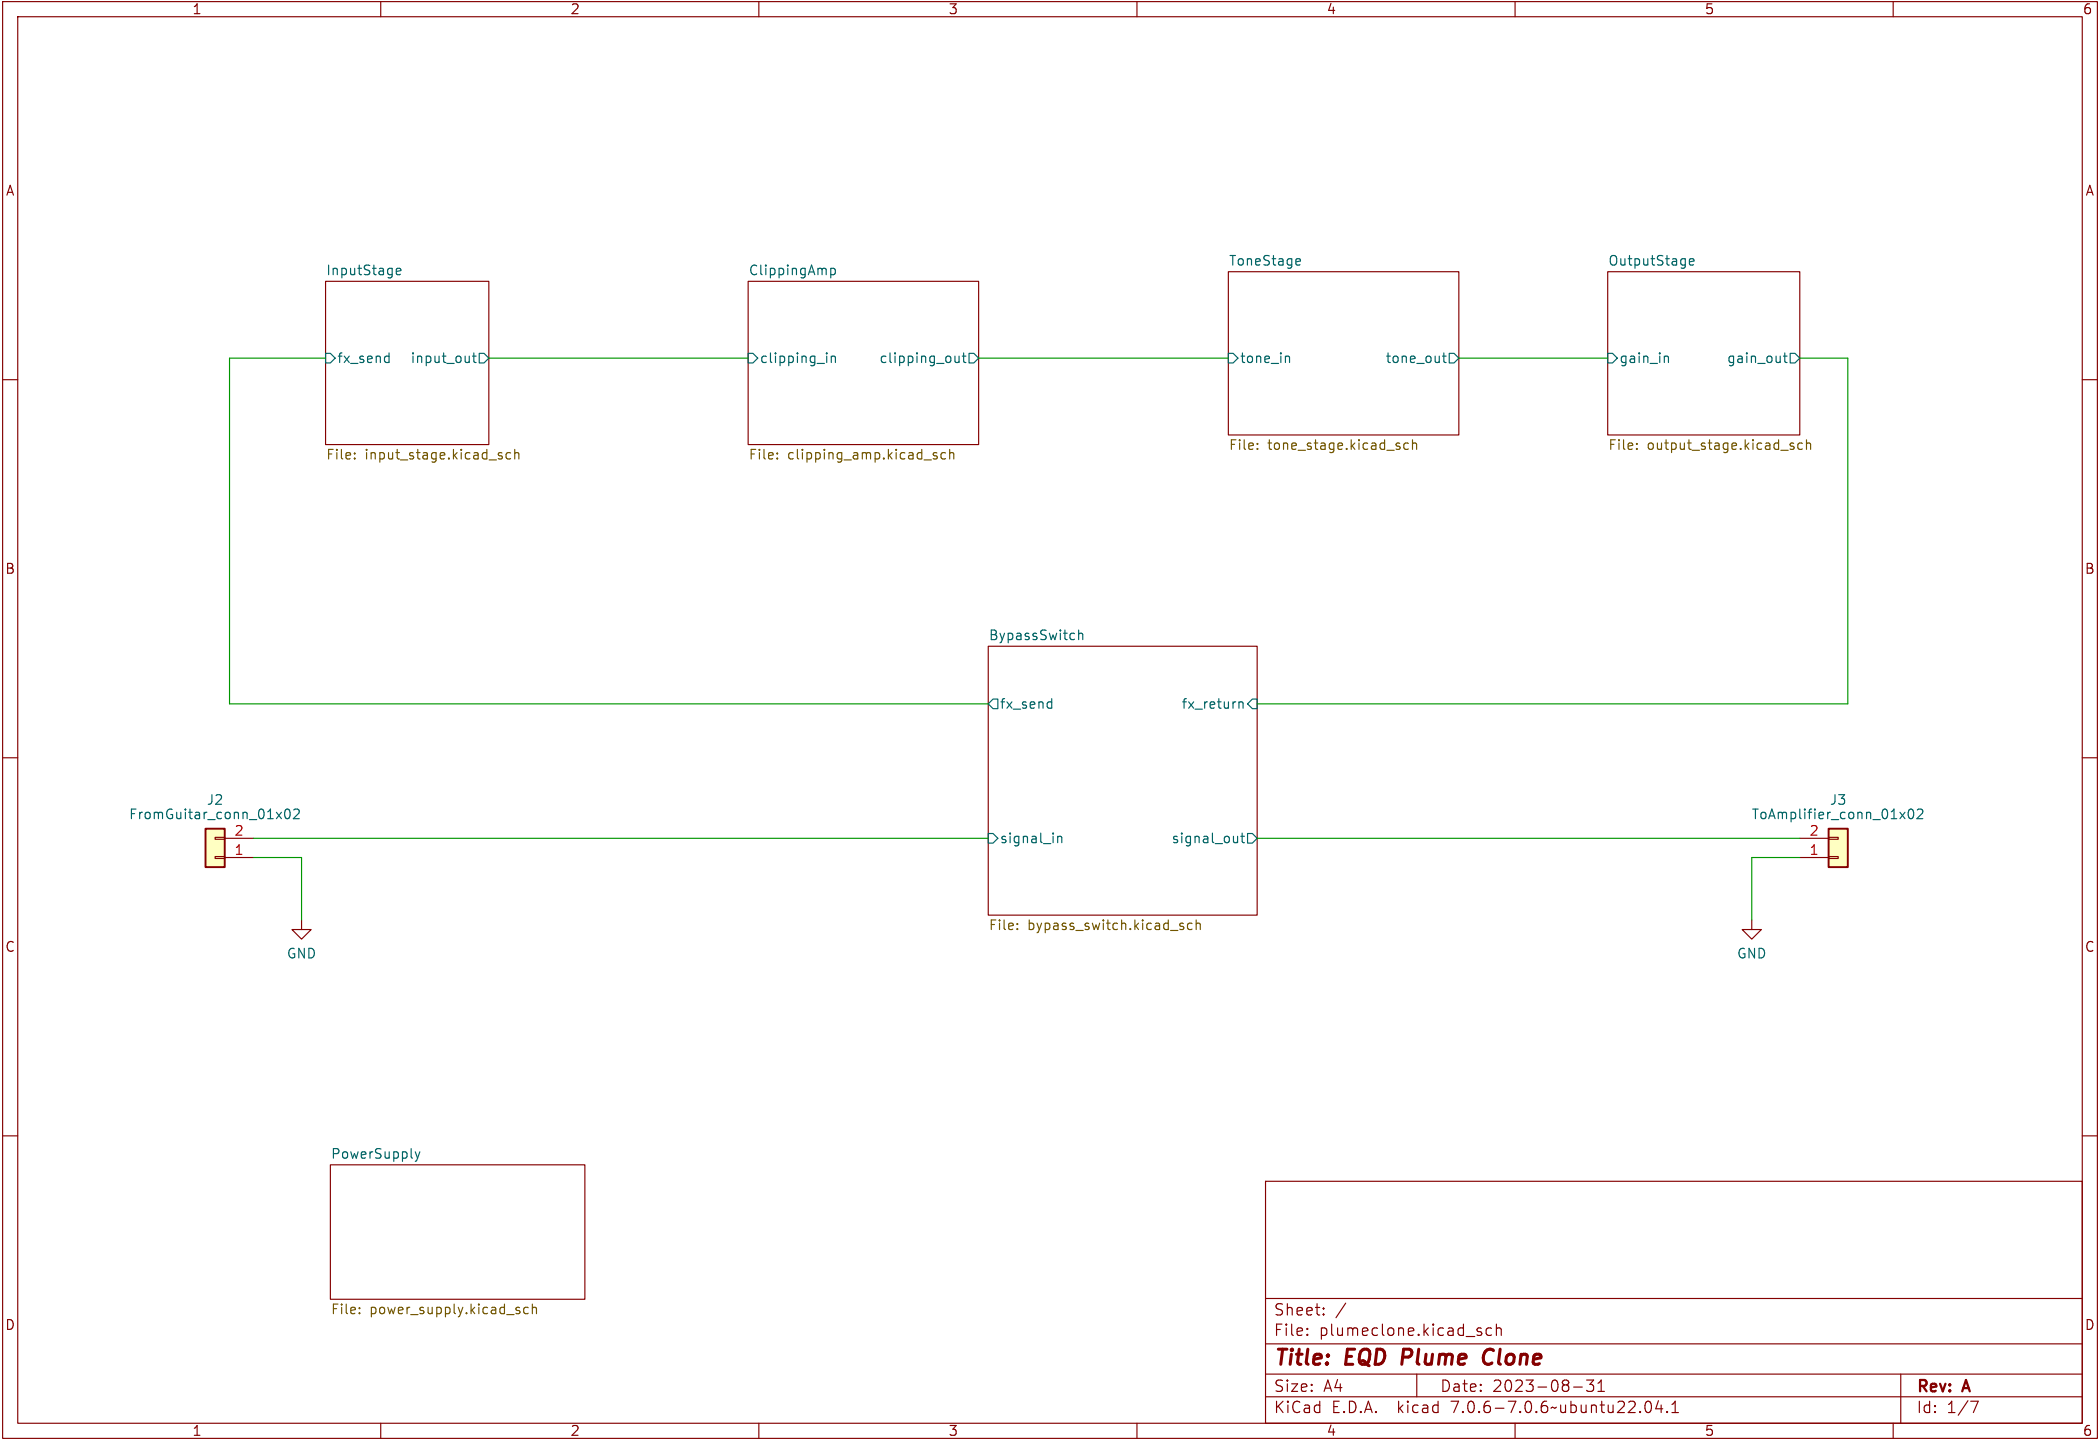 1 2 3 4 5 6
A A
InputStage
ClippingAmp
ToneStage
OutputStage
fx_send input_out
clipping_in clipping_out
tone_in tone_out
gain_in gain_out
File: input_stage.kicad_sch
File: clipping_amp.kicad_sch
File: tone_stage.kicad_sch
File: output_stage.kicad_sch
B B
BypassSwitch
fx_send fx_return
J2
FromGuitar_conn_01x02
2
1
signal_in signal_out
J3
ToAmplifier_conn_01x02
2
1
File: bypass_switch.kicad_sch
C C
GND
GND
PowerSupply
File: power_supply.kicad_sch
D D
Sheet: /
File: plumeclone.kicad_sch
Title: EQD Plume Clone
Size: A4 Date: 2023-08-31 Rev: A
KiCad E.D.A. kicad 7.0.6-7.0.6~ubuntu22.04.1 Id: 1/7
1 2 3 4 5 6